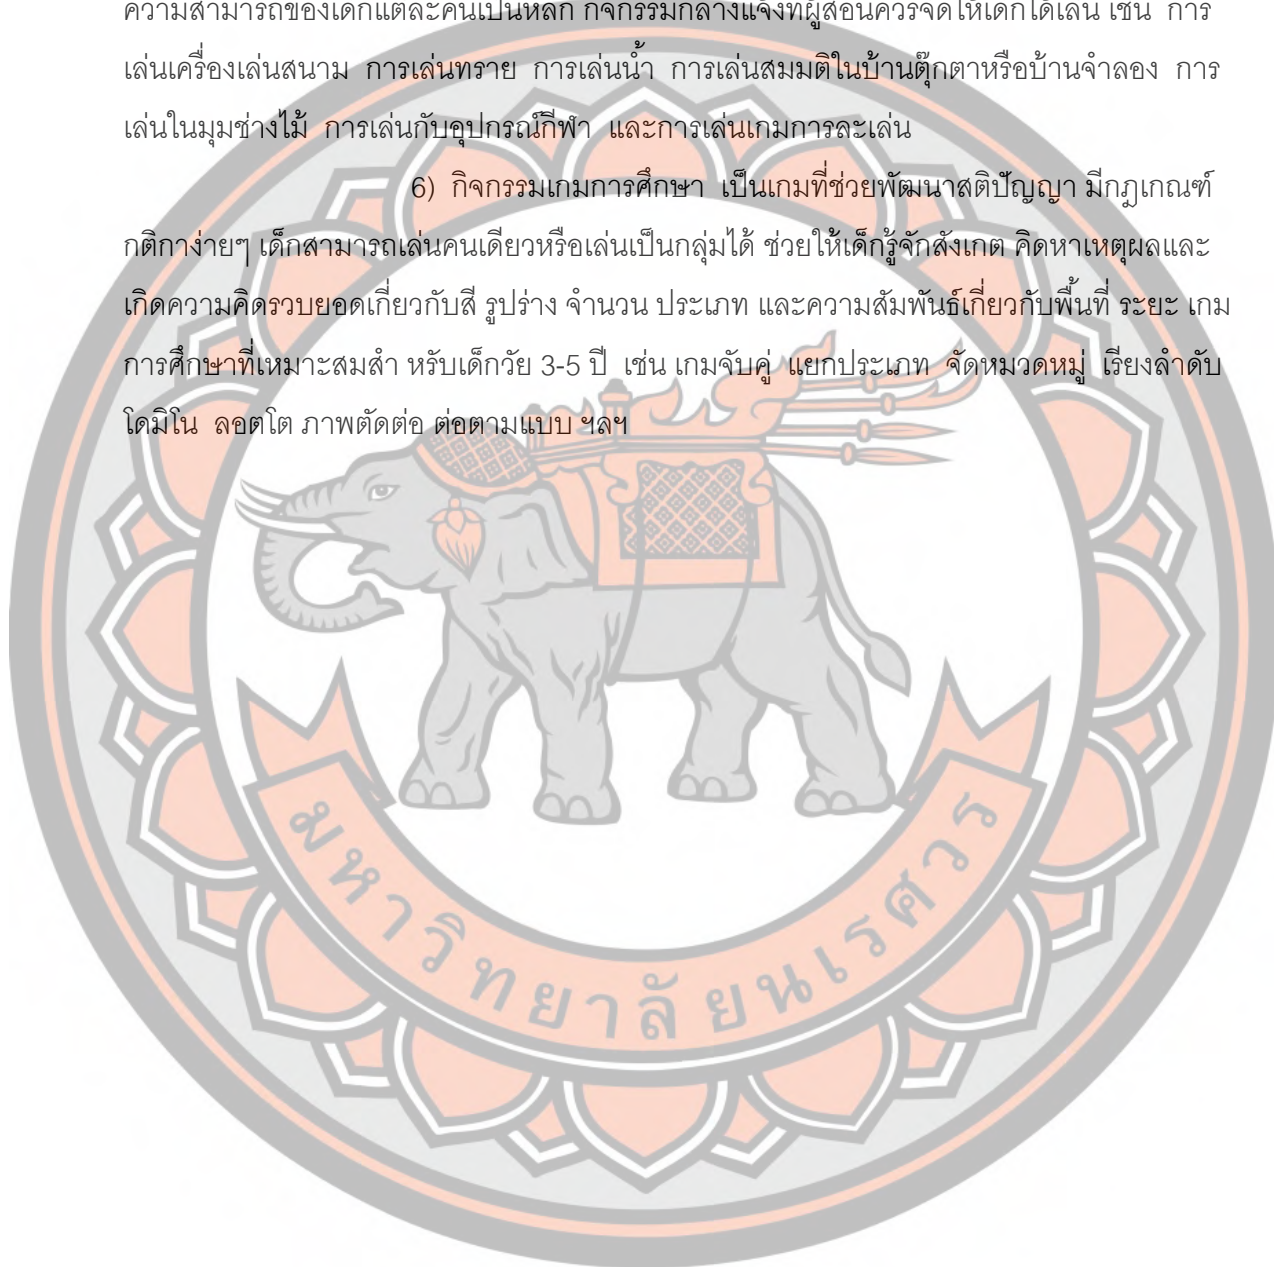 ความสามารถของเด็กแต่ละคนเป็นหลัก กิจกรรมกลางแจ้งที่ผู้สอนควรจัดให้เด็กได้เล่น เช่น การ
เล่นเครื่องเล่นสนาม การเล่นทราย การเล่นน้ำ การเล่นสมมติในบ้านตุ๊กตาหรือบ้านจำลอง การ
เล่นในมุมช่างไม้ การเล่นกับอุปกรณ์กีฬา และการเล่นเกมการละเล่น
6) กิจกรรมเกมการศึกษา เป็นเกมที่ช่วยพัฒนาสติปัญญา มีกฎเกณฑ์
กติกาง่ายๆ เด็กสามารถเล่นคนเดียวหรือเล่นเป็นกลุ่มได้ ช่วยให้เด็กรู้จักสังเกต คิดหาเหตุผลและ
เกิดความคิดรวบยอดเกี่ยวกับสี รูปร่าง จำนวน ประเภท และความสัมพันธ์เกี่ยวกับพื้นที่ ระยะ เกม
การศึกษาที่เหมาะสมสำ หรับเด็กวัย 3-5 ปี เช่น เกมจับคู่ แยกประเภท จัดหมวดหมู่ เรียงลำดับ
โดมิโน ลอตโต ภาพตัดต่อ ต่อตามแบบ ฯลฯ
มหาวิทยาลัยนเรศวร